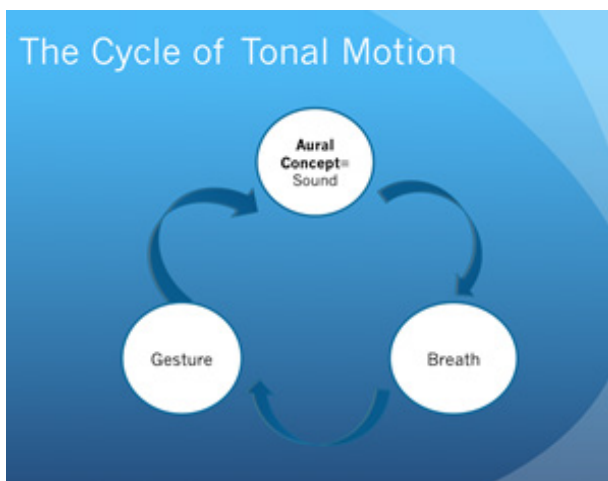 The Cycle of Tonal Motion
Aural
Concept=
Sound
Gesture
Breath